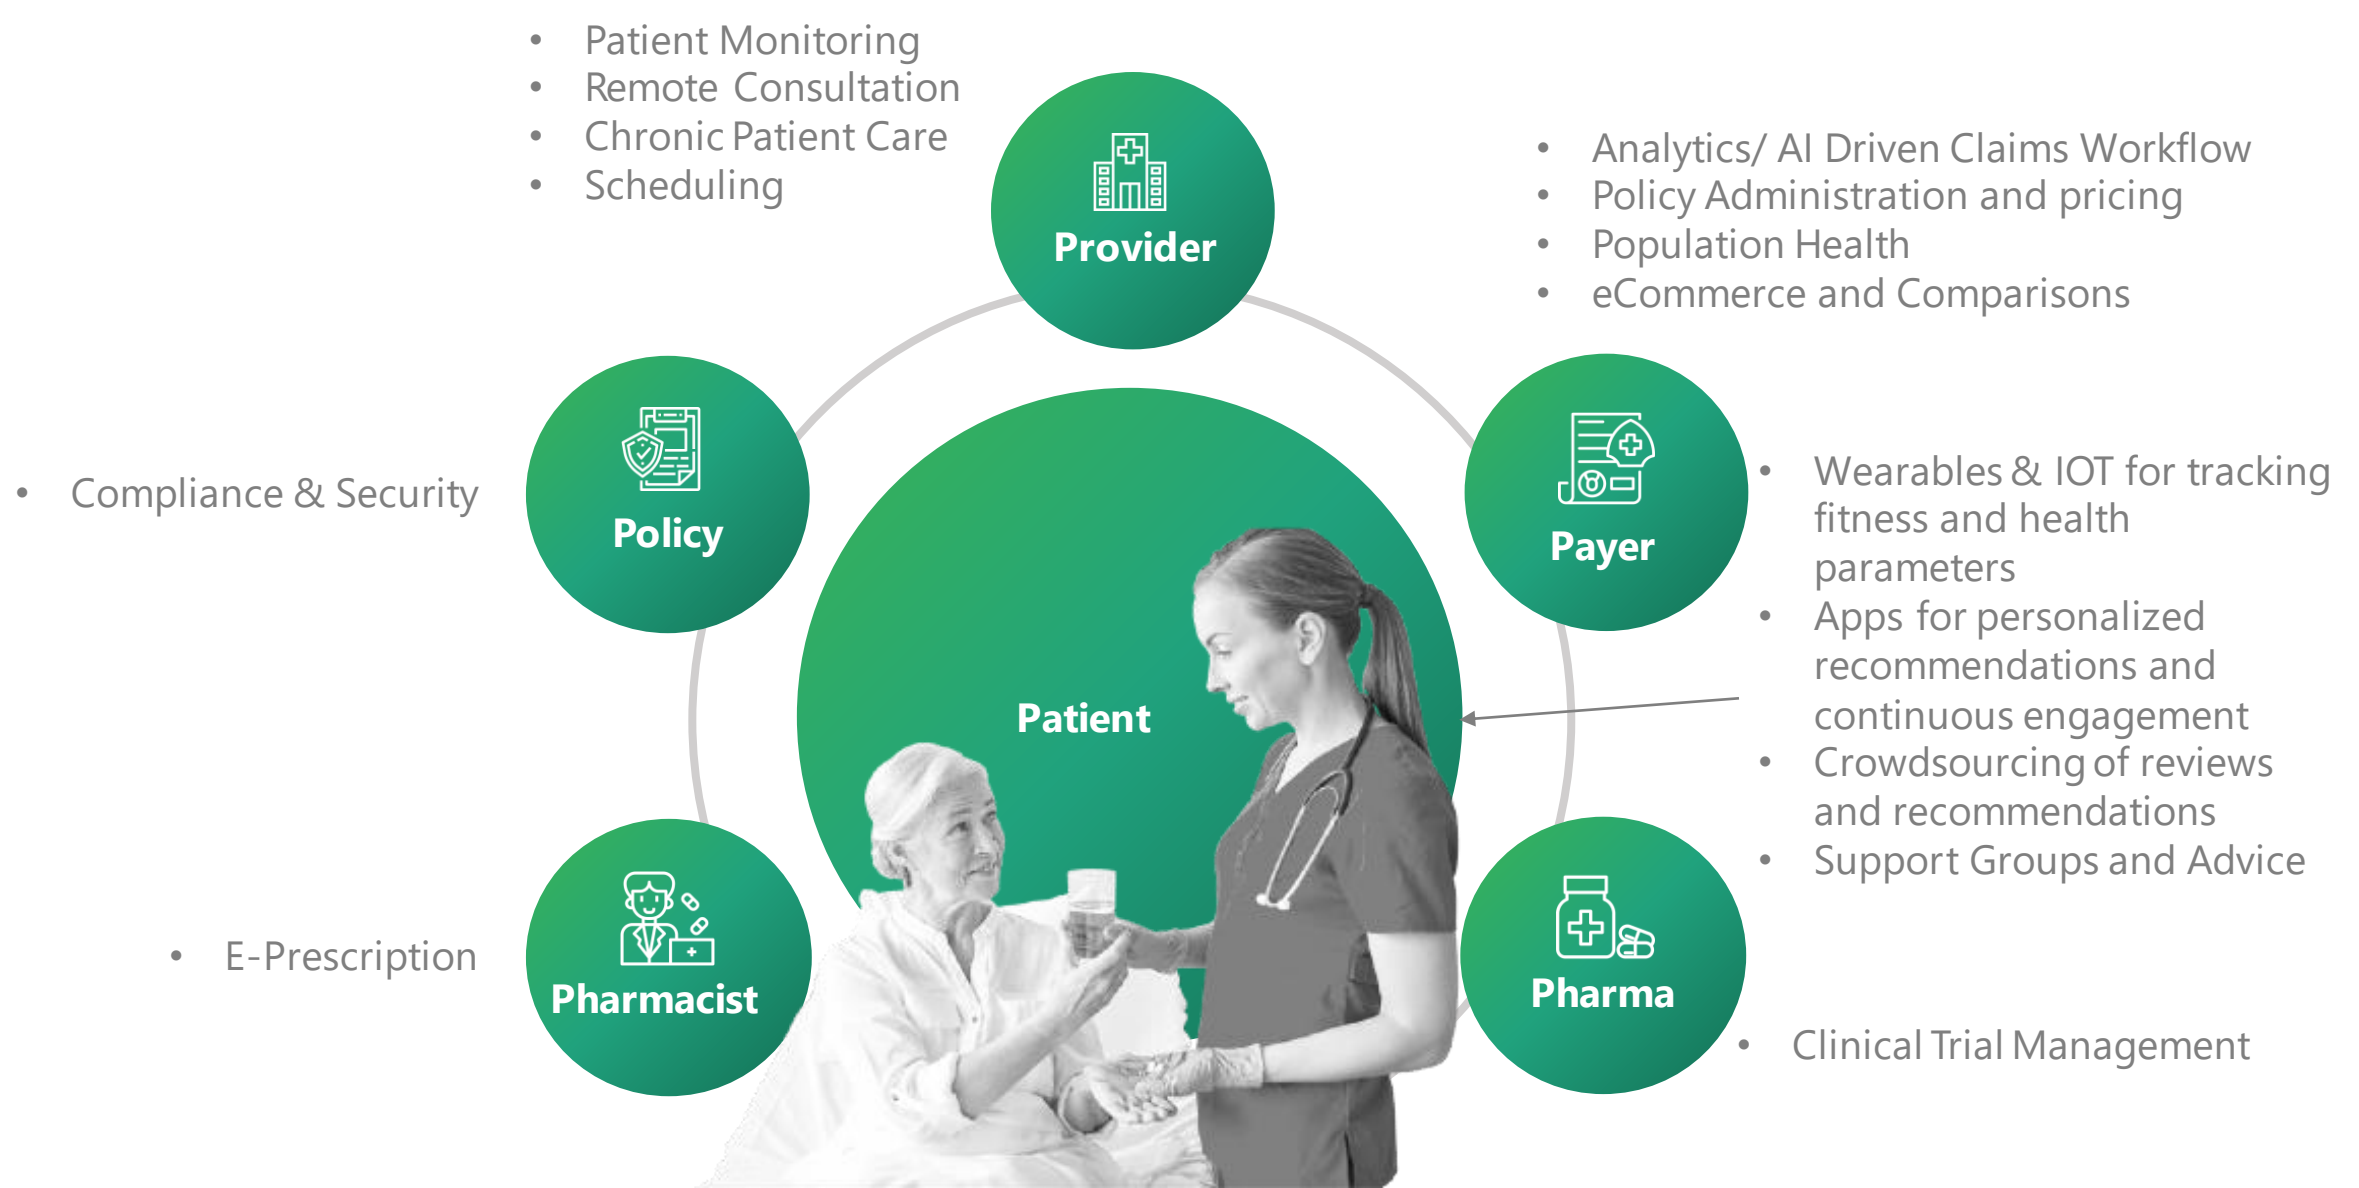 • Patient Monitoring
• Remote Consultation
• Chronic Patient Care
• Scheduling
Provider
• Analytics/ AI Driven Claims Workflow
• Policy Administration and pricing
• Population Health
• eCommerce and Comparisons
• Compliance & Security
Policy
Payer
• Wearables & IOT for tracking
fitness and health
parameters
• Apps for personalized
recommendations and
continuous engagement
• Crowdsourcing of reviews
and recommendations
• Support Groups and Advice
Patient
• E-Prescription
Pharmacist
Pharma
• Clinical Trial Management